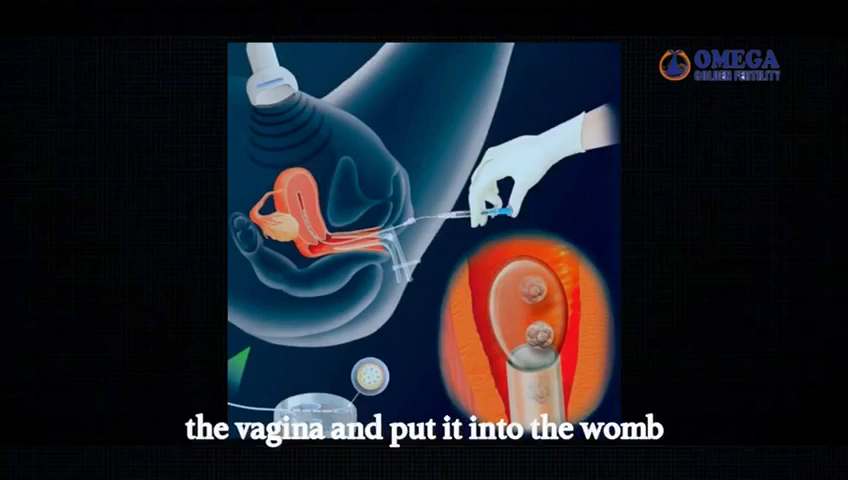 OMEGA
GOLDEN FERTILITY
the vagina and put it into the womb